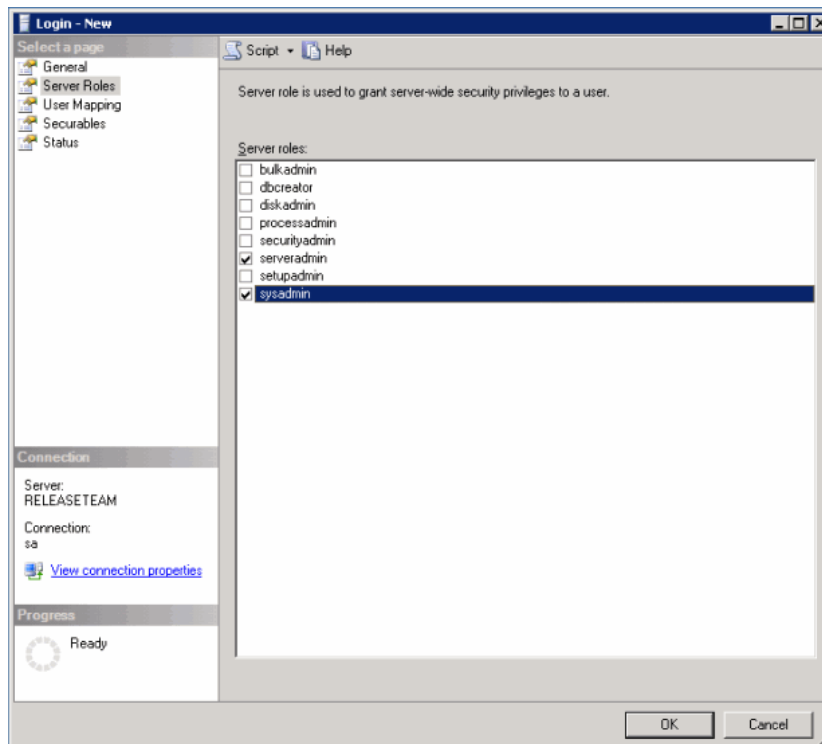 Login - New
Select a page
General
Server Roles
User Mapping
Securables
Status
Script
Help
Server role is used to grant server-wide security privileges to a user.
Server roles:
bulkadmin
dbcreator
diskadmin
processadmin
securityadmin
serveradmin
setupadmin
sysadmin
Connection
Server:
RELEASETEAM
Connection:
sa
View connection properties
Progress
Ready
OK
Cancel